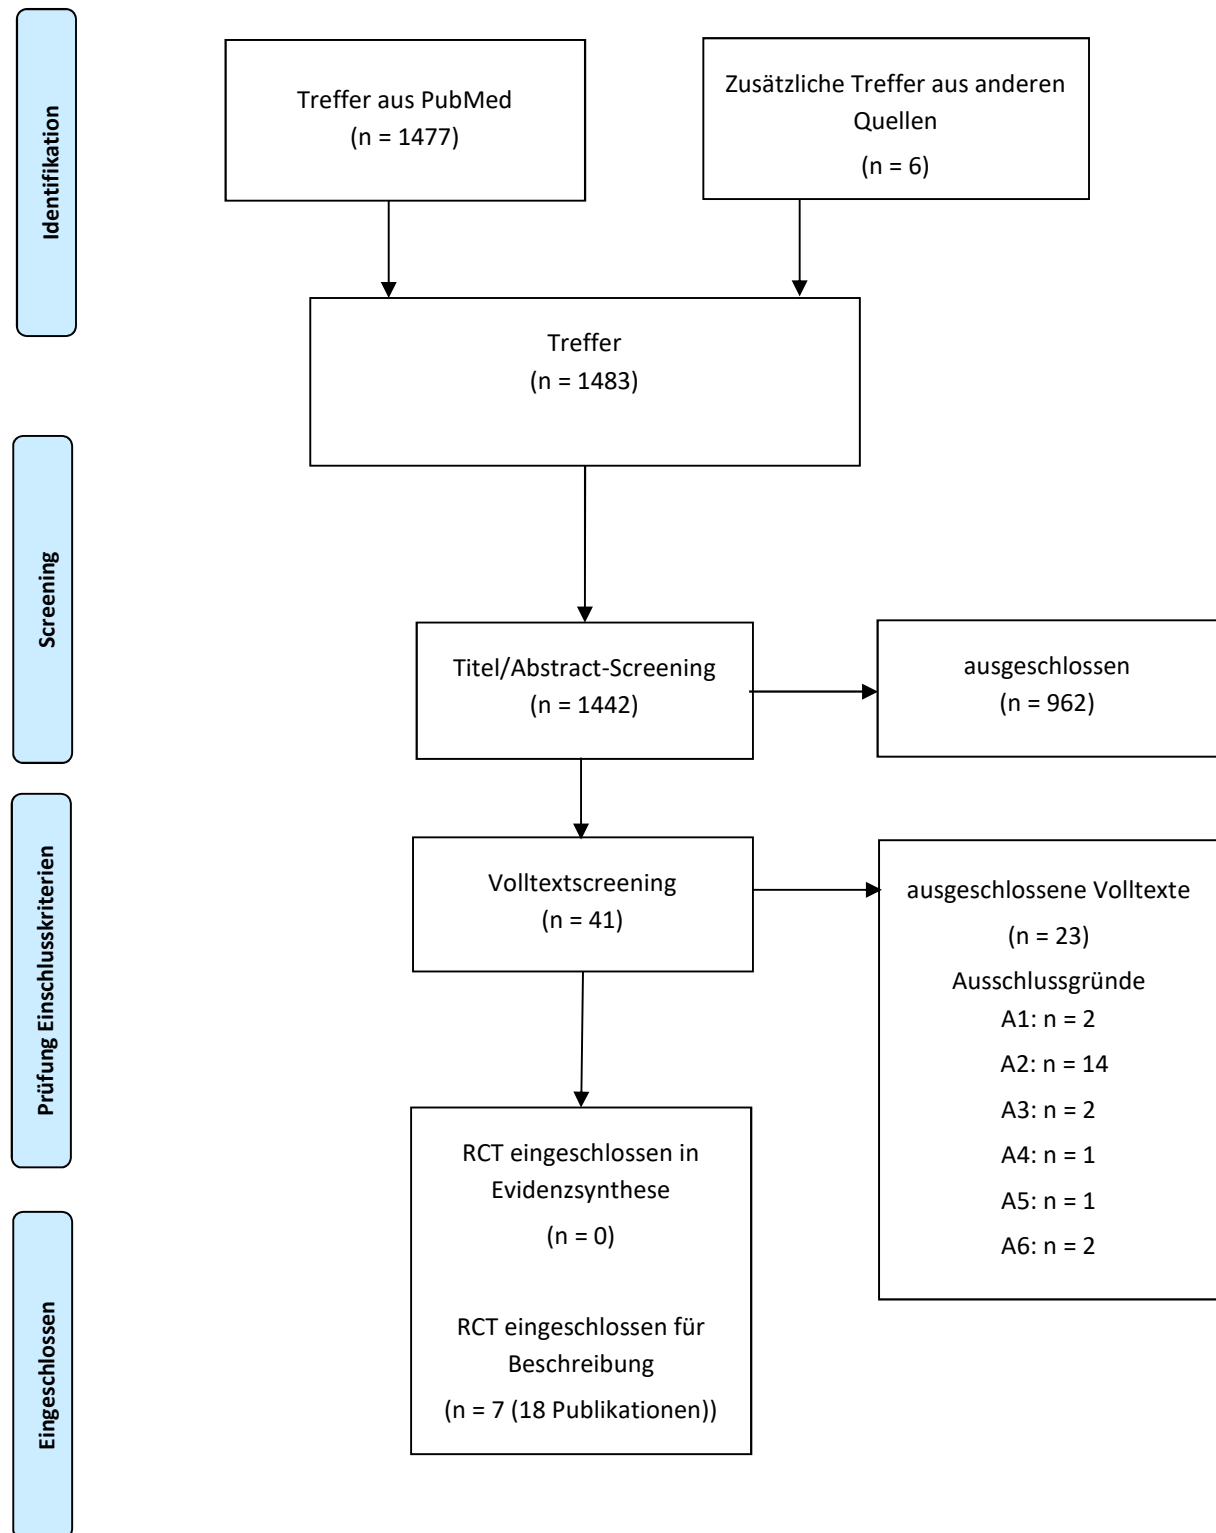 Identifikation
Treffer aus PubMed
(n = 1477)
Zusätzliche Treffer aus anderen
Quellen
(n = 6)
Treffer
(n = 1483)
Screening
Titel/Abstract-Screening
(n = 1442)
ausgeschlossen
(n = 962)
Prüfung Einschlusskriterien
Volltextscreening
(n = 41)
ausgeschlossene Volltexte
(n = 23)
Ausschlussgründe
A1: n = 2
A2: n = 14
A3: n = 2
A4: n = 1
A5: n = 1
A6: n = 2
Eingeschlossen
RCT eingeschlossen in
Evidenzsynthese
(n = 0)
RCT eingeschlossen für
Beschreibung
(n = 7 (18 Publikationen))